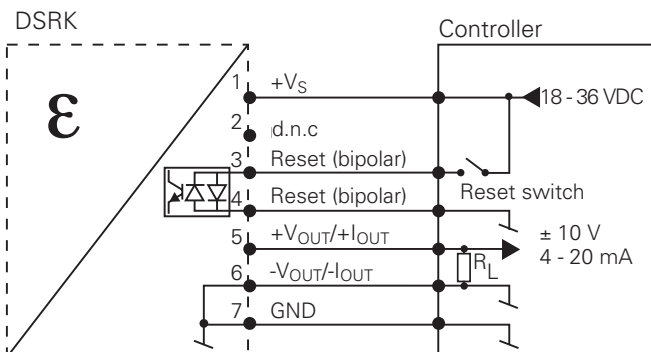 DSRK
Controller
ε
1 +VS
18 - 36 VDC
2 d.n.c
3 Reset (bipolar)
Reset switch
4 Reset (bipolar)
5 +VOUT/+IOUT
± 10 V
4 - 20 mA
RL
6 -VOUT/-IOUT
7 GND